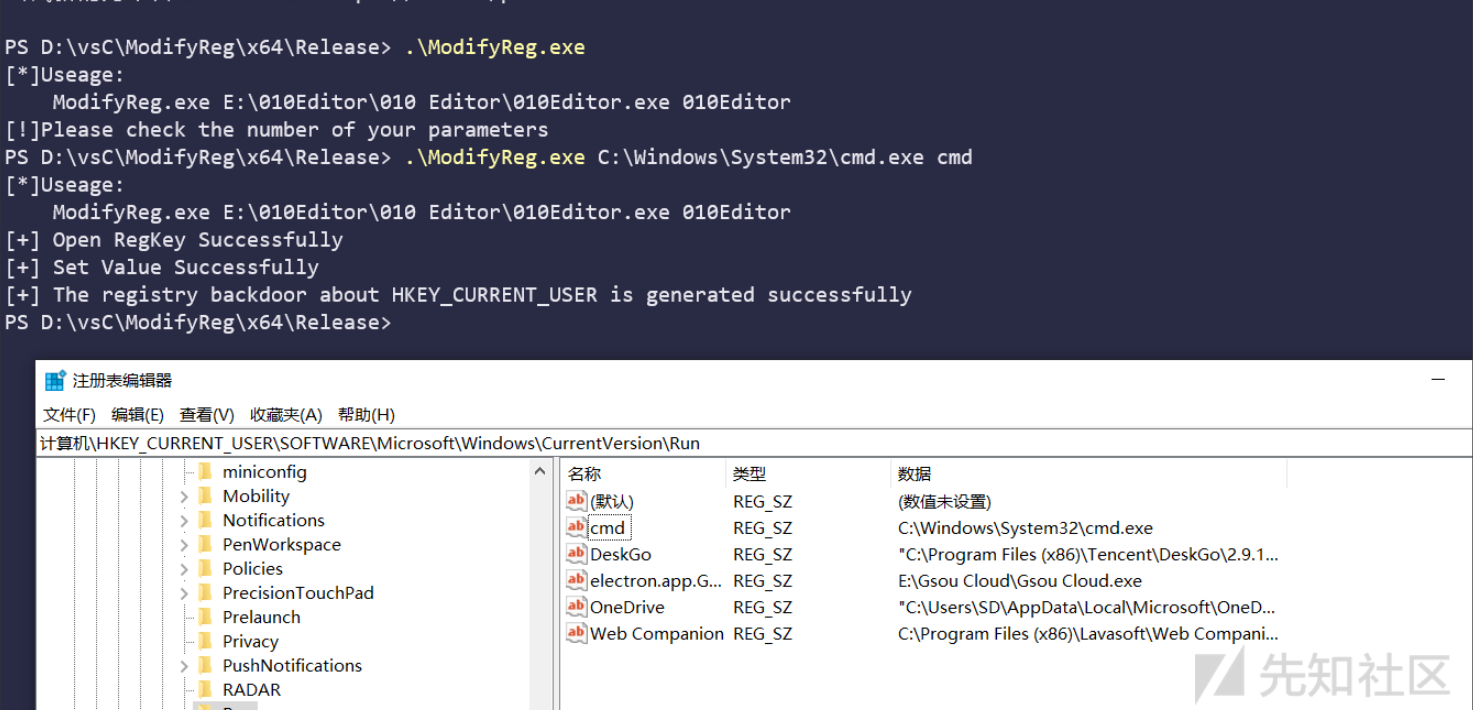 PS D:\vsC\ModifyReg\x64\Release> .\ModifyReg.exe
[*]Useage:
ModifyReg.exe E:\010Editor\010 Editor\010Editor.exe 010Editor
[!]Please check the number of your parameters
PS D:\vsC\ModifyReg\x64\Release> .\ModifyReg.exe C:\Windows\System32\cmd.exe cmd
[*]Useage:
ModifyReg.exe E:\010Editor\010 Editor\010Editor.exe 010Editor
[+] Open RegKey Successfully
[+] Set Value Successfully
[+] The registry backdoor about HKEY_CURRENT_USER is generated successfully
PS D:\vsC\ModifyReg\x64\Release>
注册表编辑器
文件(F) 编辑(E) 查看(V) 收藏夹(A) 帮助(H)
计算机\HKEY_CURRENT_USER\SOFTWARE\Microsoft\Windows\CurrentVersion\Run
miniconfig
Mobility
Notifications
PenWorkspace
Policies
PrecisionTouchPad
Prelaunch
Privacy
PushNotifications
RADAR
名称 类型 数据
(默认) REG_SZ (数值未设置)
cmd REG_SZ C:\Windows\System32\cmd.exe
DeskGo REG_SZ "C:\Program Files (x86)\Tencent\DeskGo\2.9.1...
electron.app.G... REG_SZ E:\Gsou Cloud\Gsou Cloud.exe
OneDrive REG_SZ "C:\Users\SD\AppData\Local\Microsoft\OneD...
Web Companion REG_SZ C:\Program Files (x86)\Lavasoft\Web Compani...
先知社区